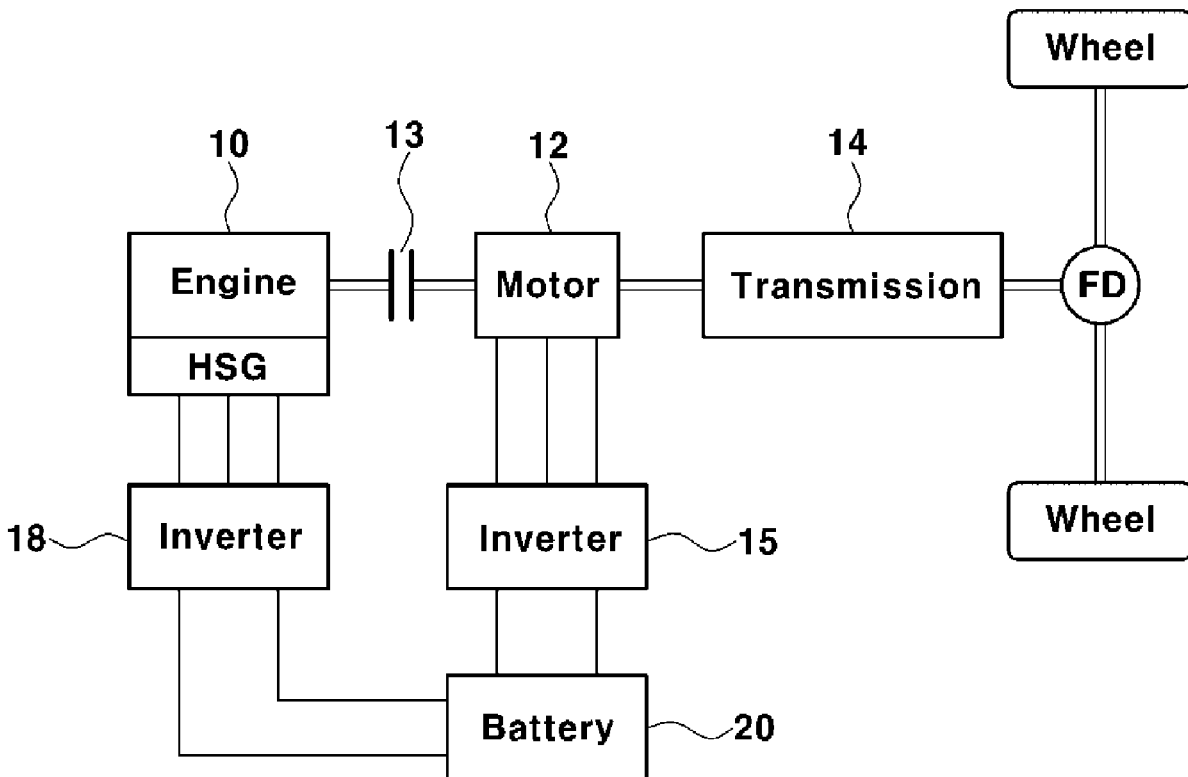 Wheel
13
10
12
14
Engine
Motor
Transmission
FD
HSG
Wheel
18
Inverter
Inverter
15
Battery
20